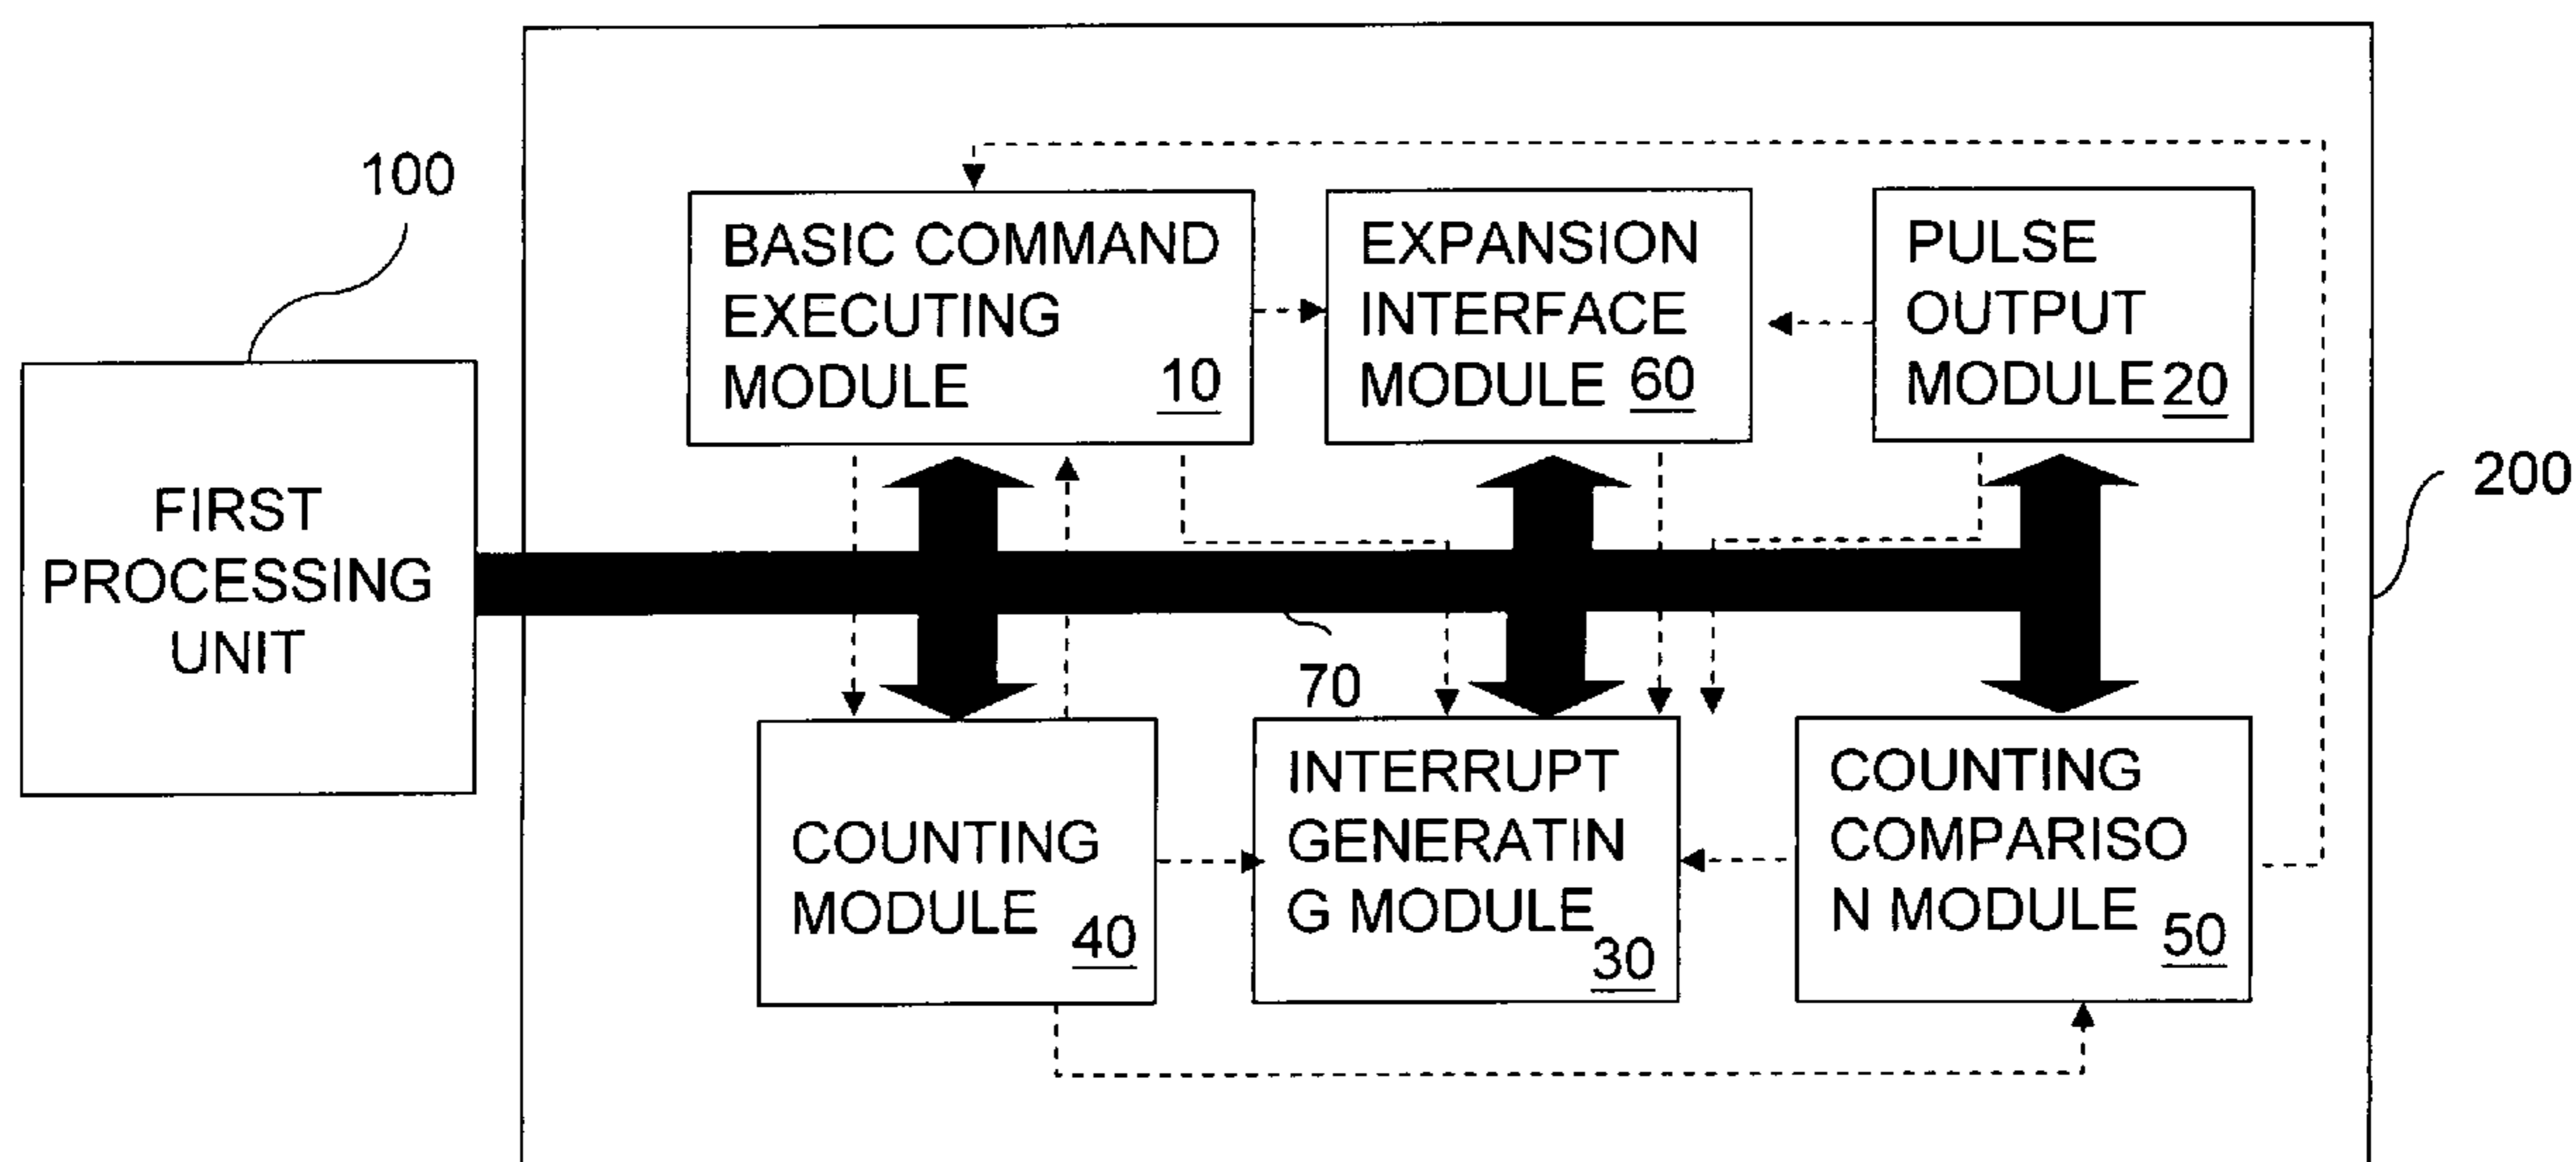 100
BASIC COMMAND
EXECUTING
MODULE 10
EXPANSION
INTERFACE
MODULE 60
PULSE
OUTPUT
MODULE 20
200
FIRST
PROCESSING
UNIT
70
COUNTING
MODULE 40
INTERRUPT
GENERATIN
G MODULE
30
COUNTING
COMPARISO
N MODULE
50